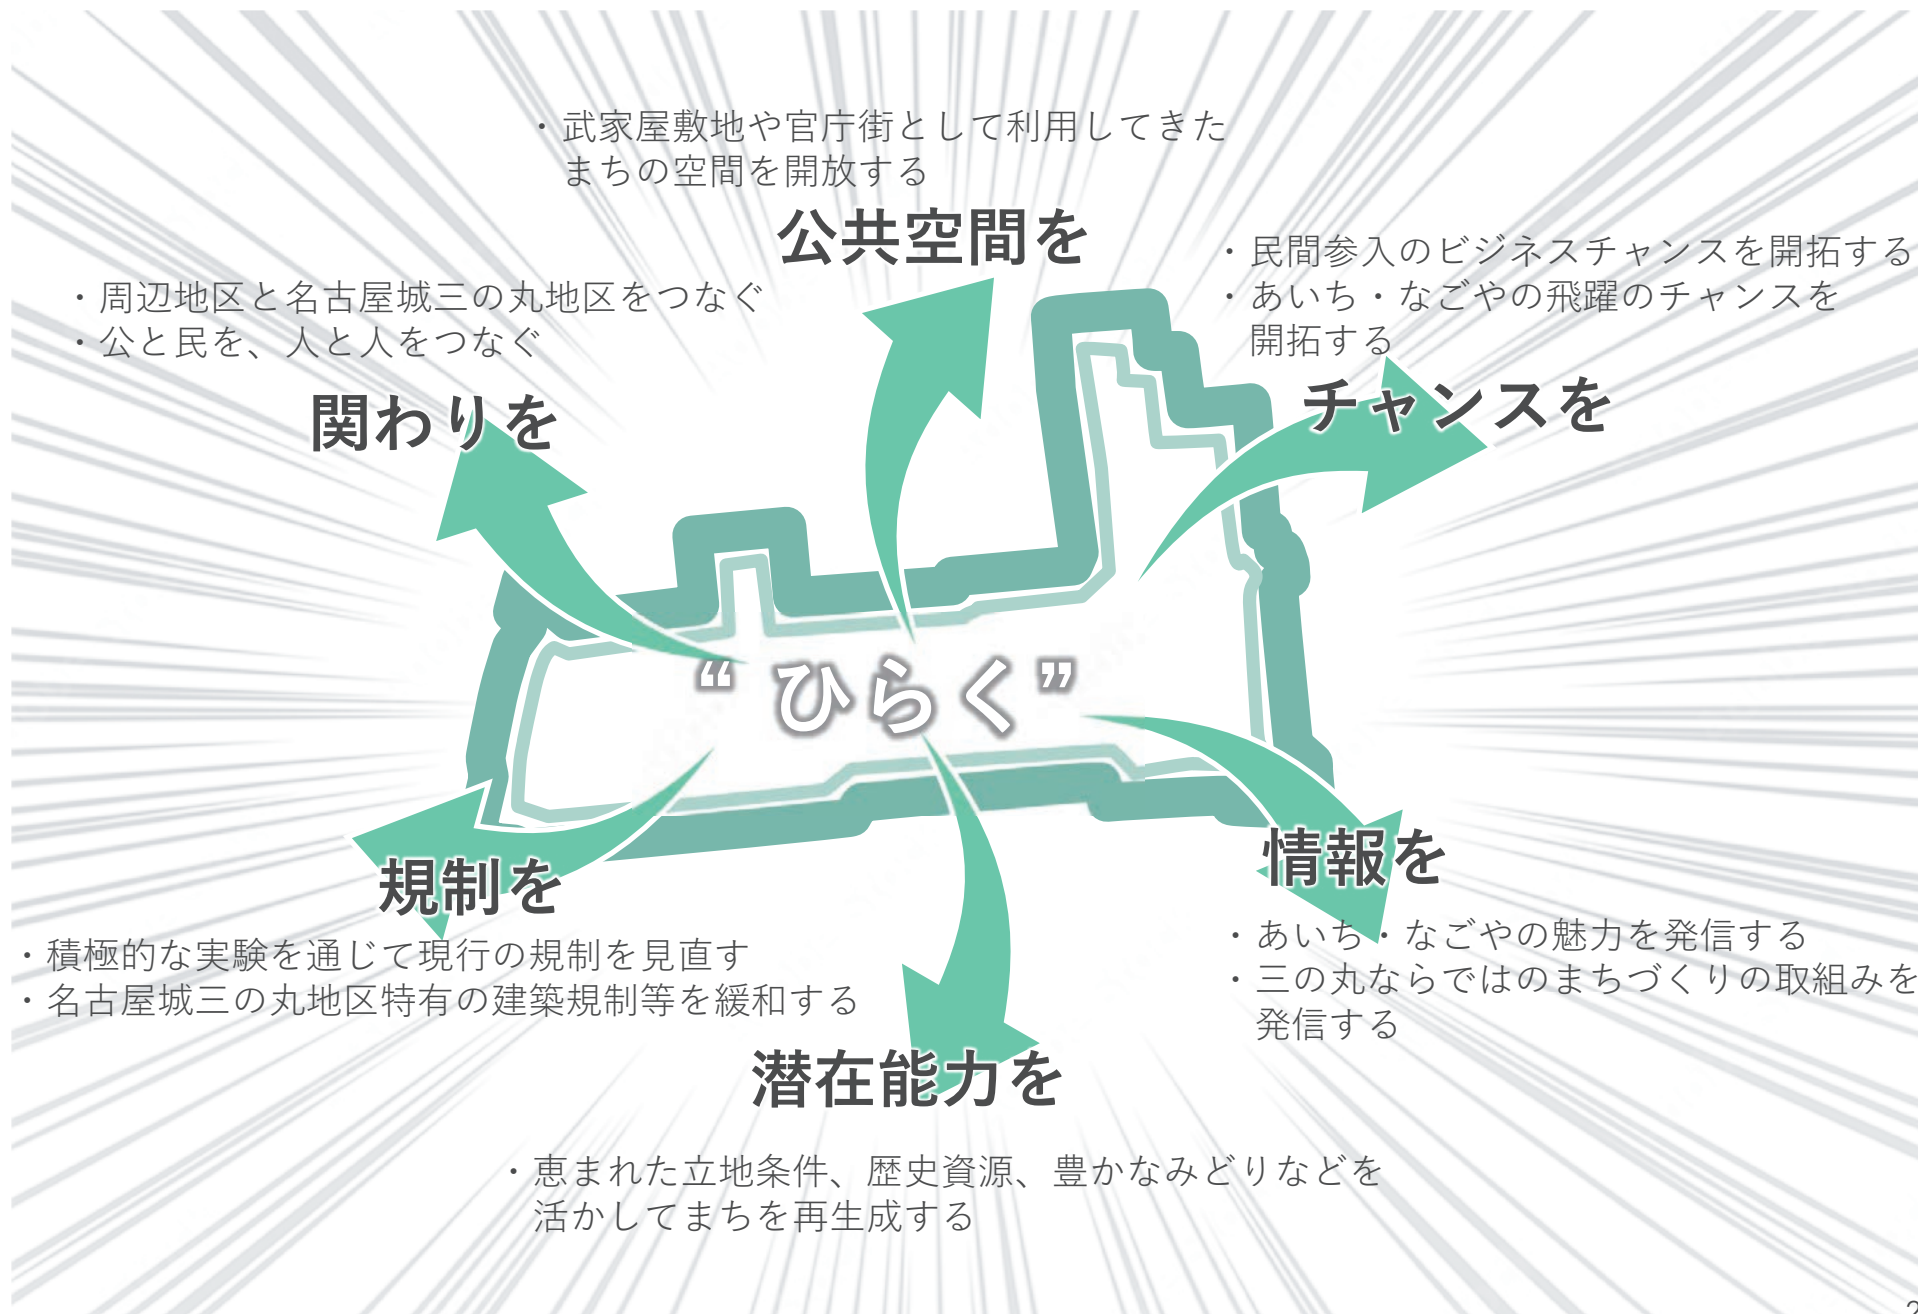 ・武家屋敷地や官庁街として利用してきた
まちの空間を開放する
公共空間を
・民間参入のビジネスチャンスを開拓する
・あいち・なごやの飛躍のチャンスを
開拓する
チャンスを
・周辺地区と名古屋城三の丸地区をつなぐ
・公と民を、人と人をつなぐ
関わりを
“ひらく”
規制を
・積極的な実験を通じて現行の規制を見直す
・名古屋城三の丸地区特有の建築規制等を緩和する
情報を
・あいち・なごやの魅力を発信する
・三の丸ならではのまちづくりの取組みを
発信する
潜在能力を
・恵まれた立地条件、歴史資源、豊かなみどりなどを
活かしてまちを再生成する